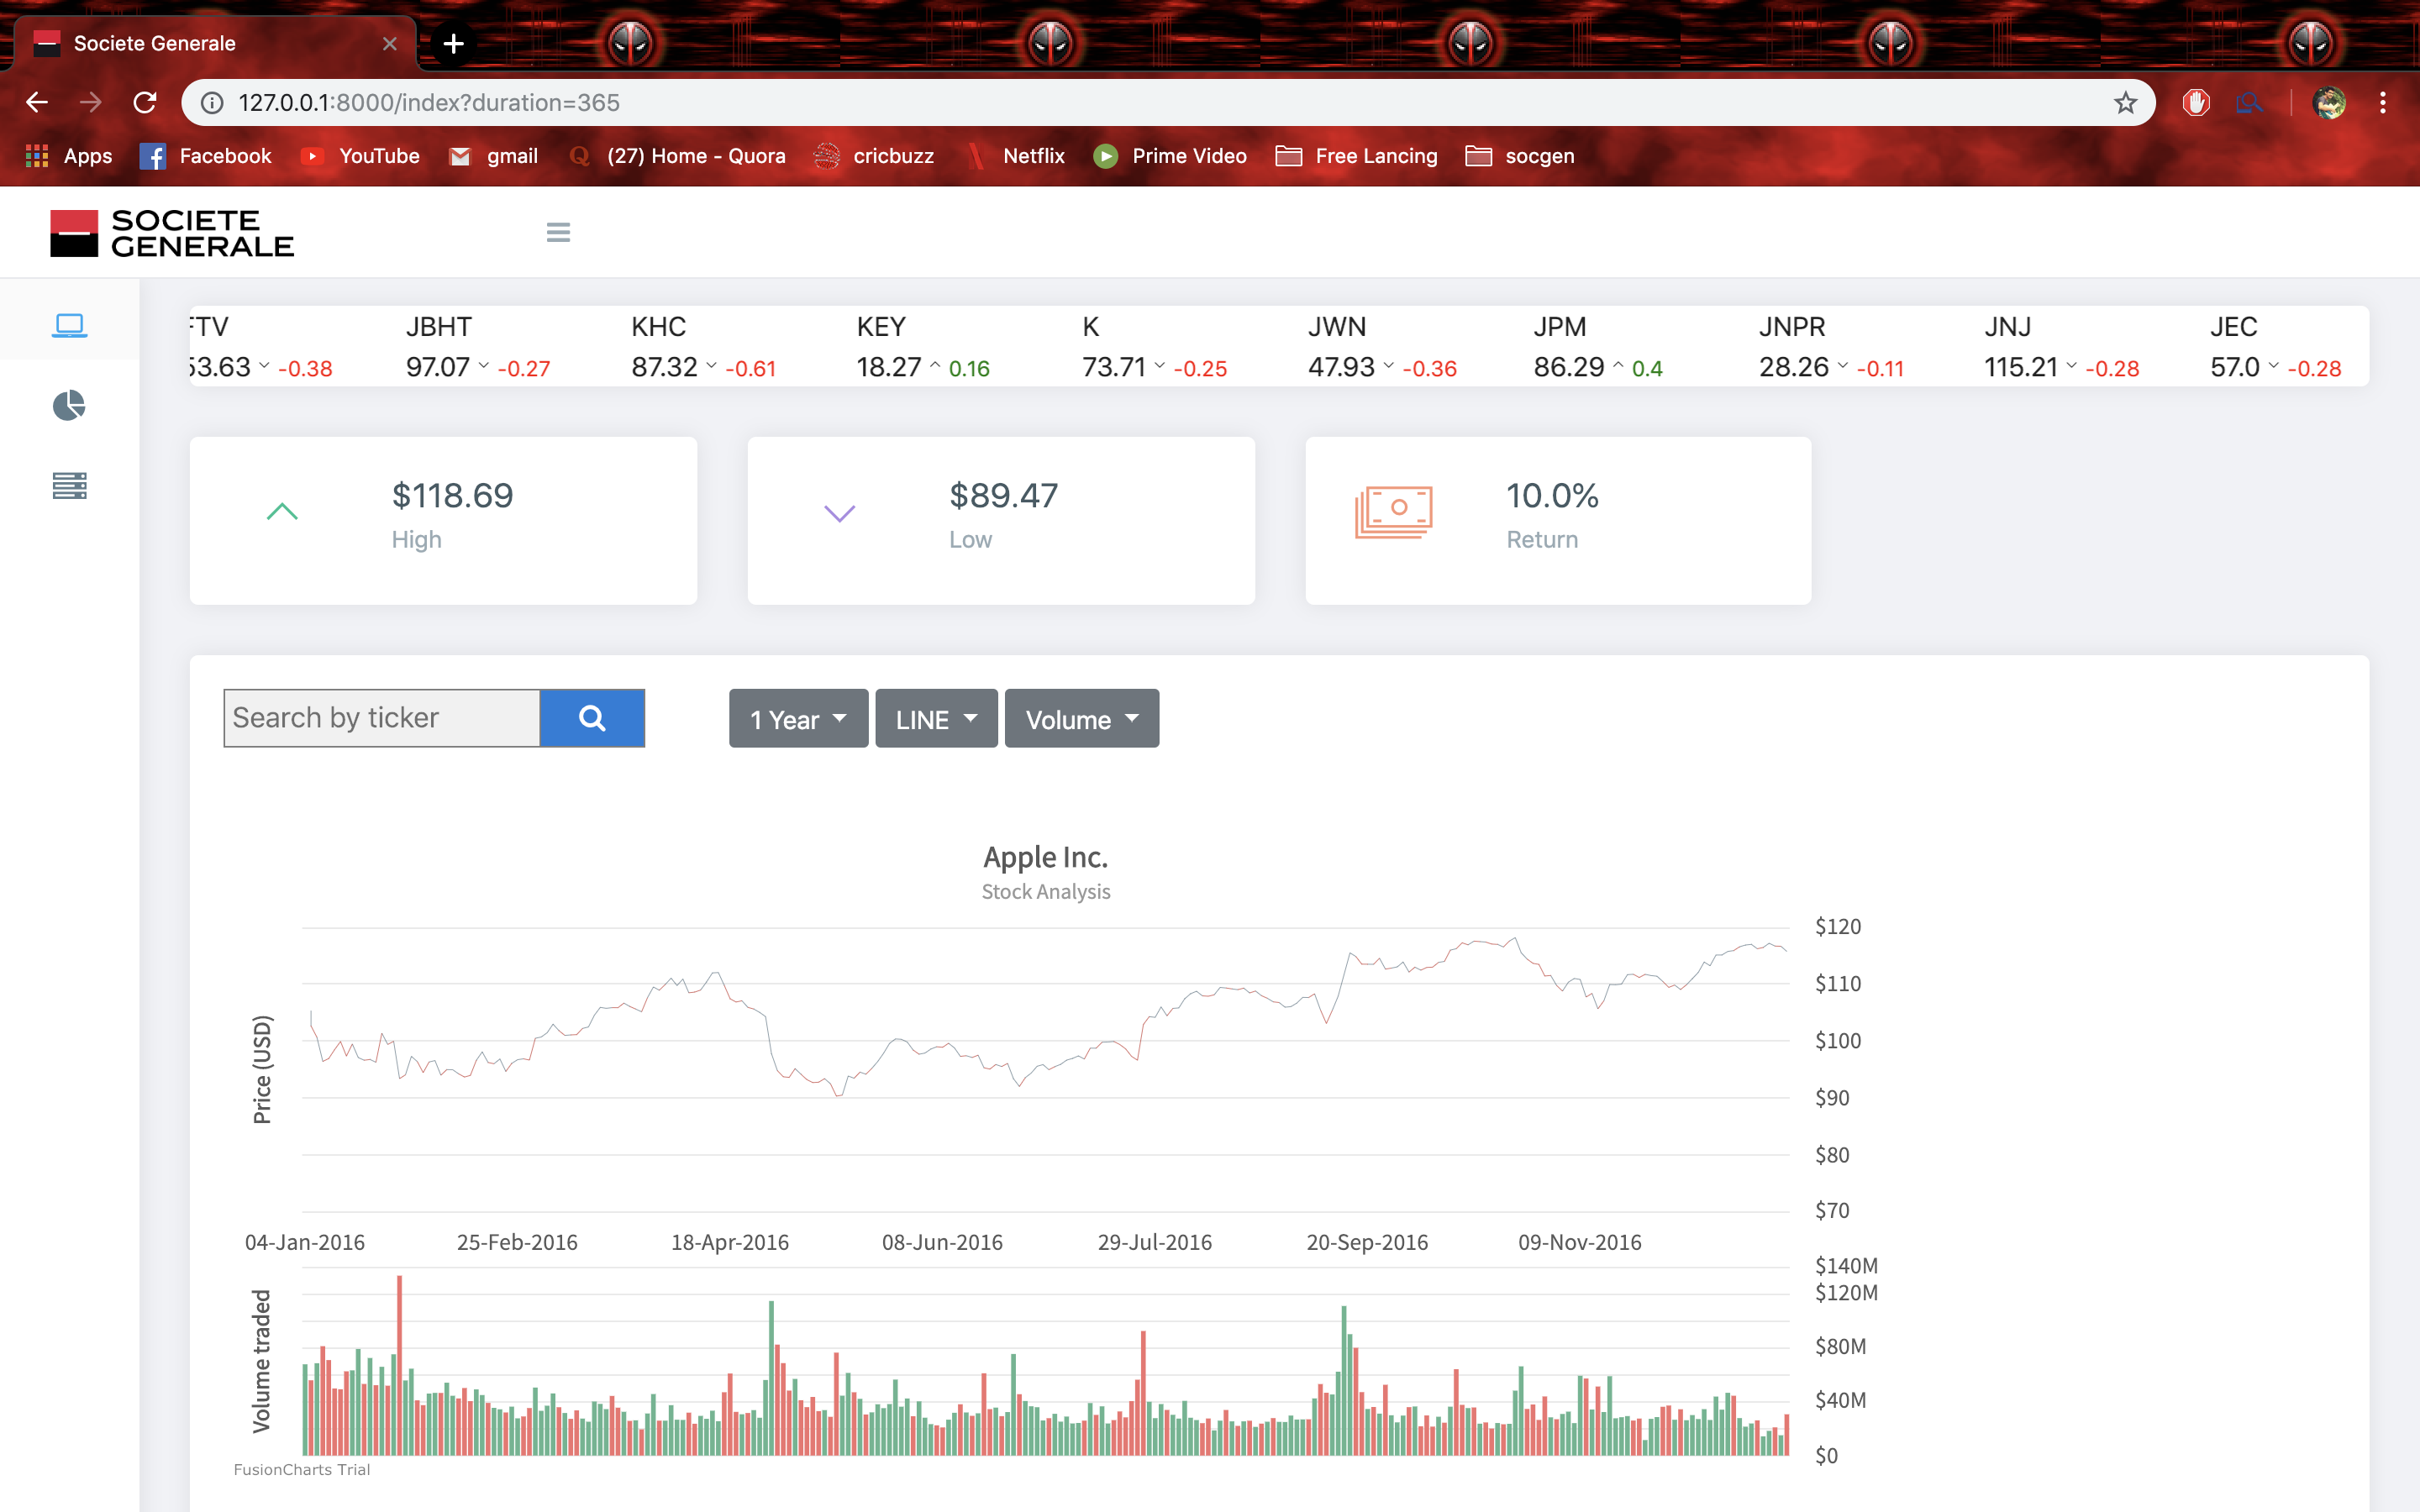 Societe Generale
127.0.0.1:8000/index?duration=365
Apps Facebook YouTube gmail (27) Home - Quora cricbuzz Netflix Prime Video Free Lancing socgen
SOCIETE
GENERALE
FTV JBHT KHC KEY K JWN JPM JNPR JNJ JEC
53.63 -0.38 97.07 -0.27 87.32 -0.61 18.27 0.16 73.71 -0.25 47.93 -0.36 86.29 0.4 28.26 -0.11 115.21 -0.28 57.0 -0.28
$118.69 $89.47 10.0%
High Low Return
Search by ticker 1 Year LINE Volume
Apple Inc.
Stock Analysis
Price (USD)
$120
$110
$100
$90
$80
$70
04-Jan-2016 25-Feb-2016 18-Apr-2016 08-Jun-2016 29-Jul-2016 20-Sep-2016 09-Nov-2016
Volume traded
$140M
$120M
$80M
$40M
$0
FusionCharts Trial